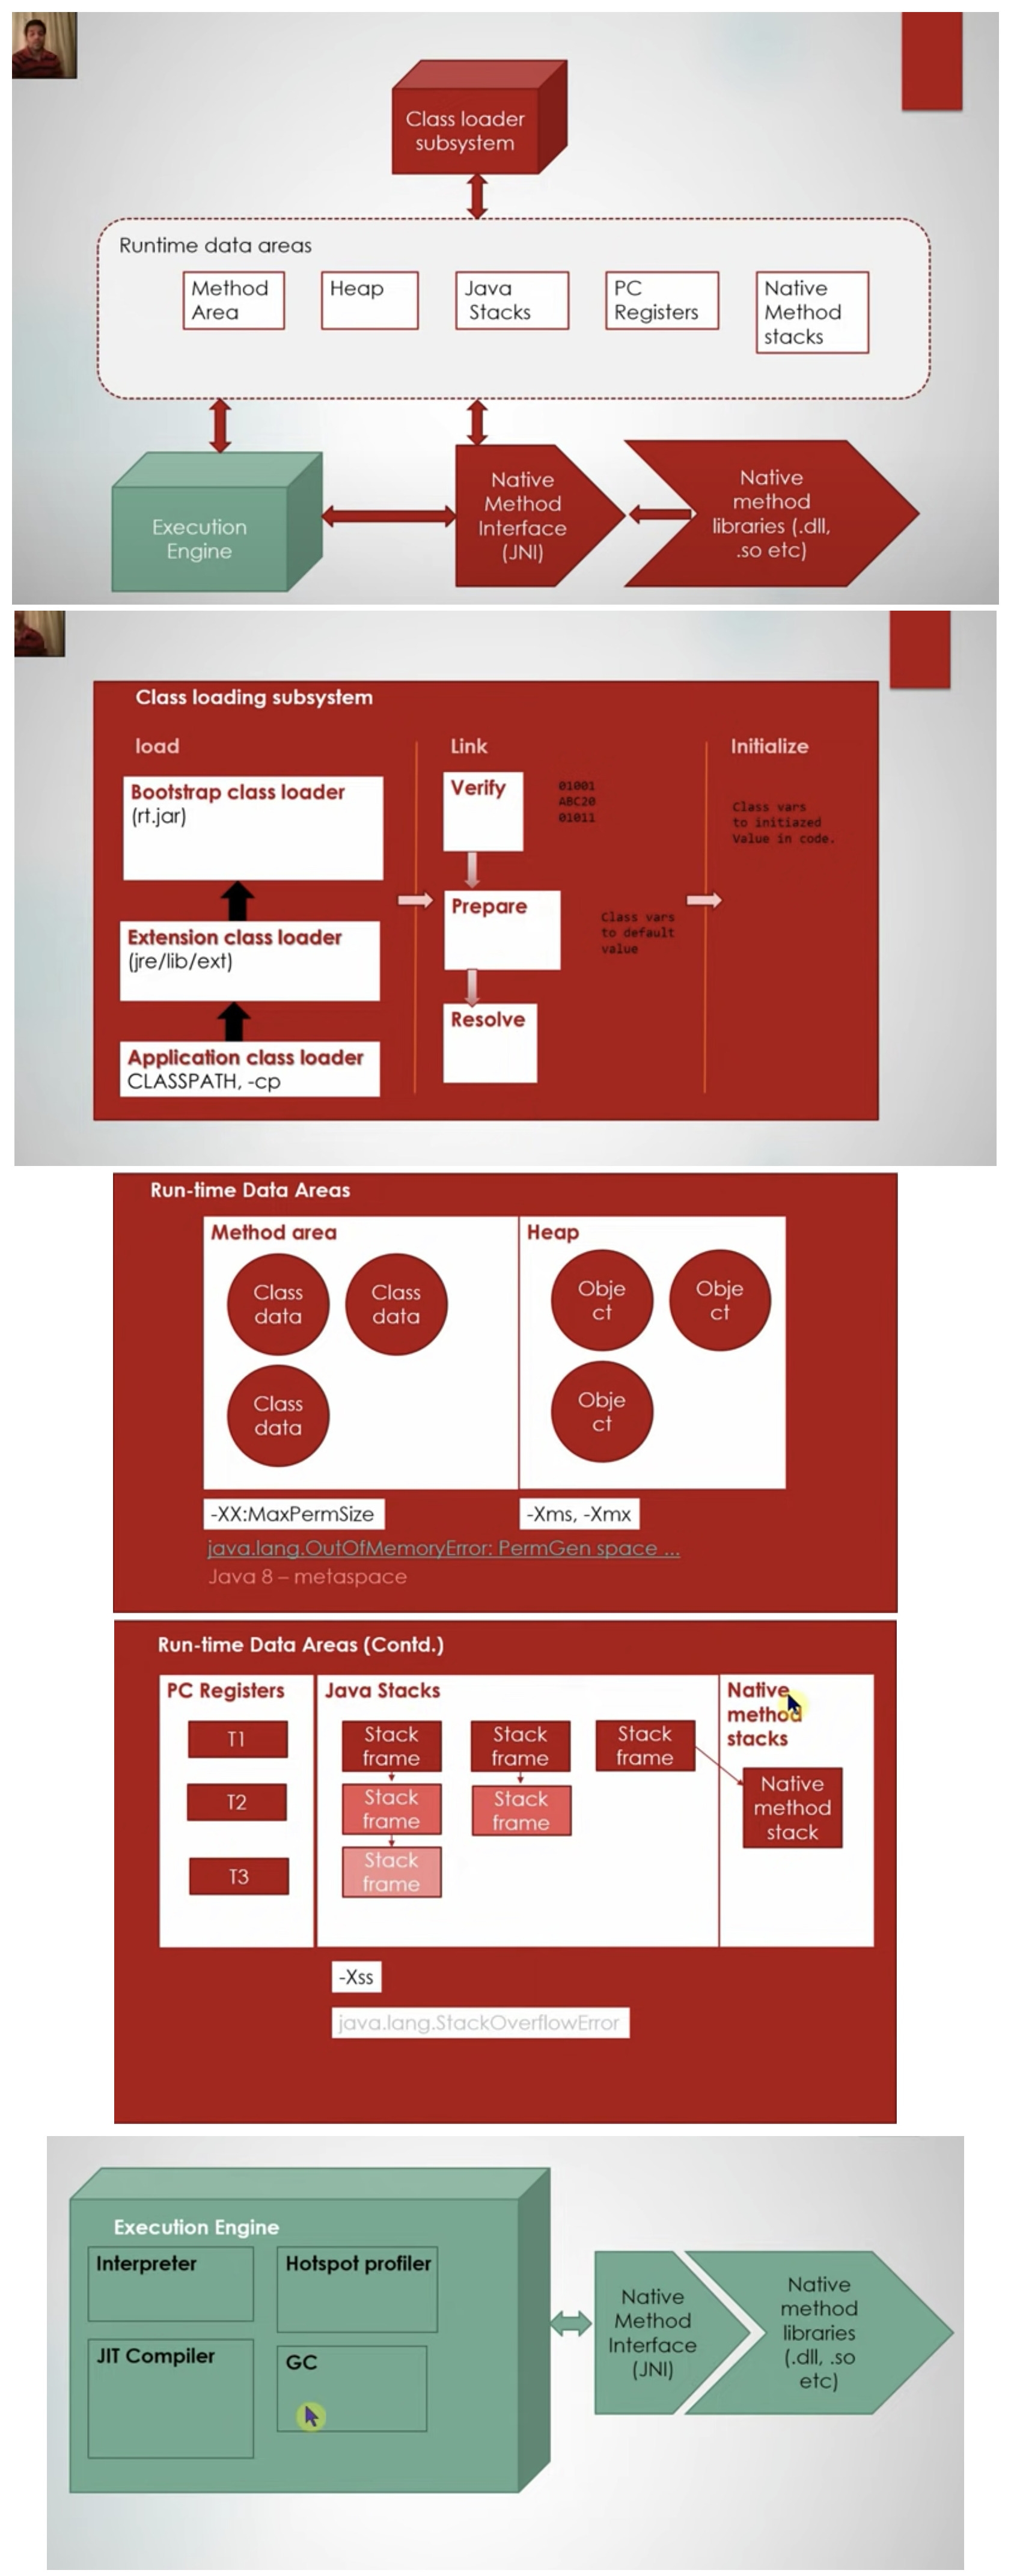 Class loader
subsystem
Runtime data areas
Method
Area
Heap
Java
Stacks
PC
Registers
Native
Method
stacks
Execution
Engine
Native
Method
Interface
(JNI)
Native
method
libraries (.dll,
.so etc)
Class loading subsystem
load
Bootstrap class loader
(rt.jar)
Extension class loader
(jre/lib/ext)
Application class loader
CLASSPATH, -cp
Link
Verify
01001
ABC20
01011
Prepare
Class vars
to default
value
Resolve
Initialize
Class vars
to initiazed
Value in code.
Run-time Data Areas
Method area
Class
data
Class
data
Class
data
Heap
Obje
ct
Obje
ct
Obje
ct
-XX:MaxPermSize
-Xms, -Xmx
java.lang.OutOfMemoryError: PermGen space ...
Java 8 – metaspace
Run-time Data Areas (Contd.)
PC Registers
T1
T2
T3
Java Stacks
Stack
frame
Stack
frame
Stack
frame
Stack
frame
Stack
frame
Stack
frame
Native
method
stacks
Native
method
stack
-Xss
java.lang.StackOverflowError
Execution Engine
Interpreter
Hotspot profiler
JIT Compiler
GC
Native
Method
Interface
(JNI)
Native
method
libraries
(.dll, .so
etc)